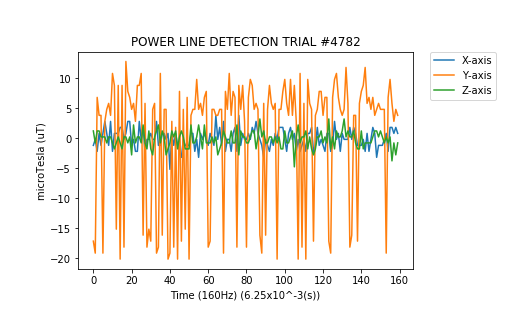 POWER LINE DETECTION TRIAL #4782
X-axis
Y-axis
Z-axis
microTesla (uT)
10
5
0
−5
−10
−15
−20
0 20 40 60 80 100 120 140 160
Time (160Hz) (6.25x10^-3(s))